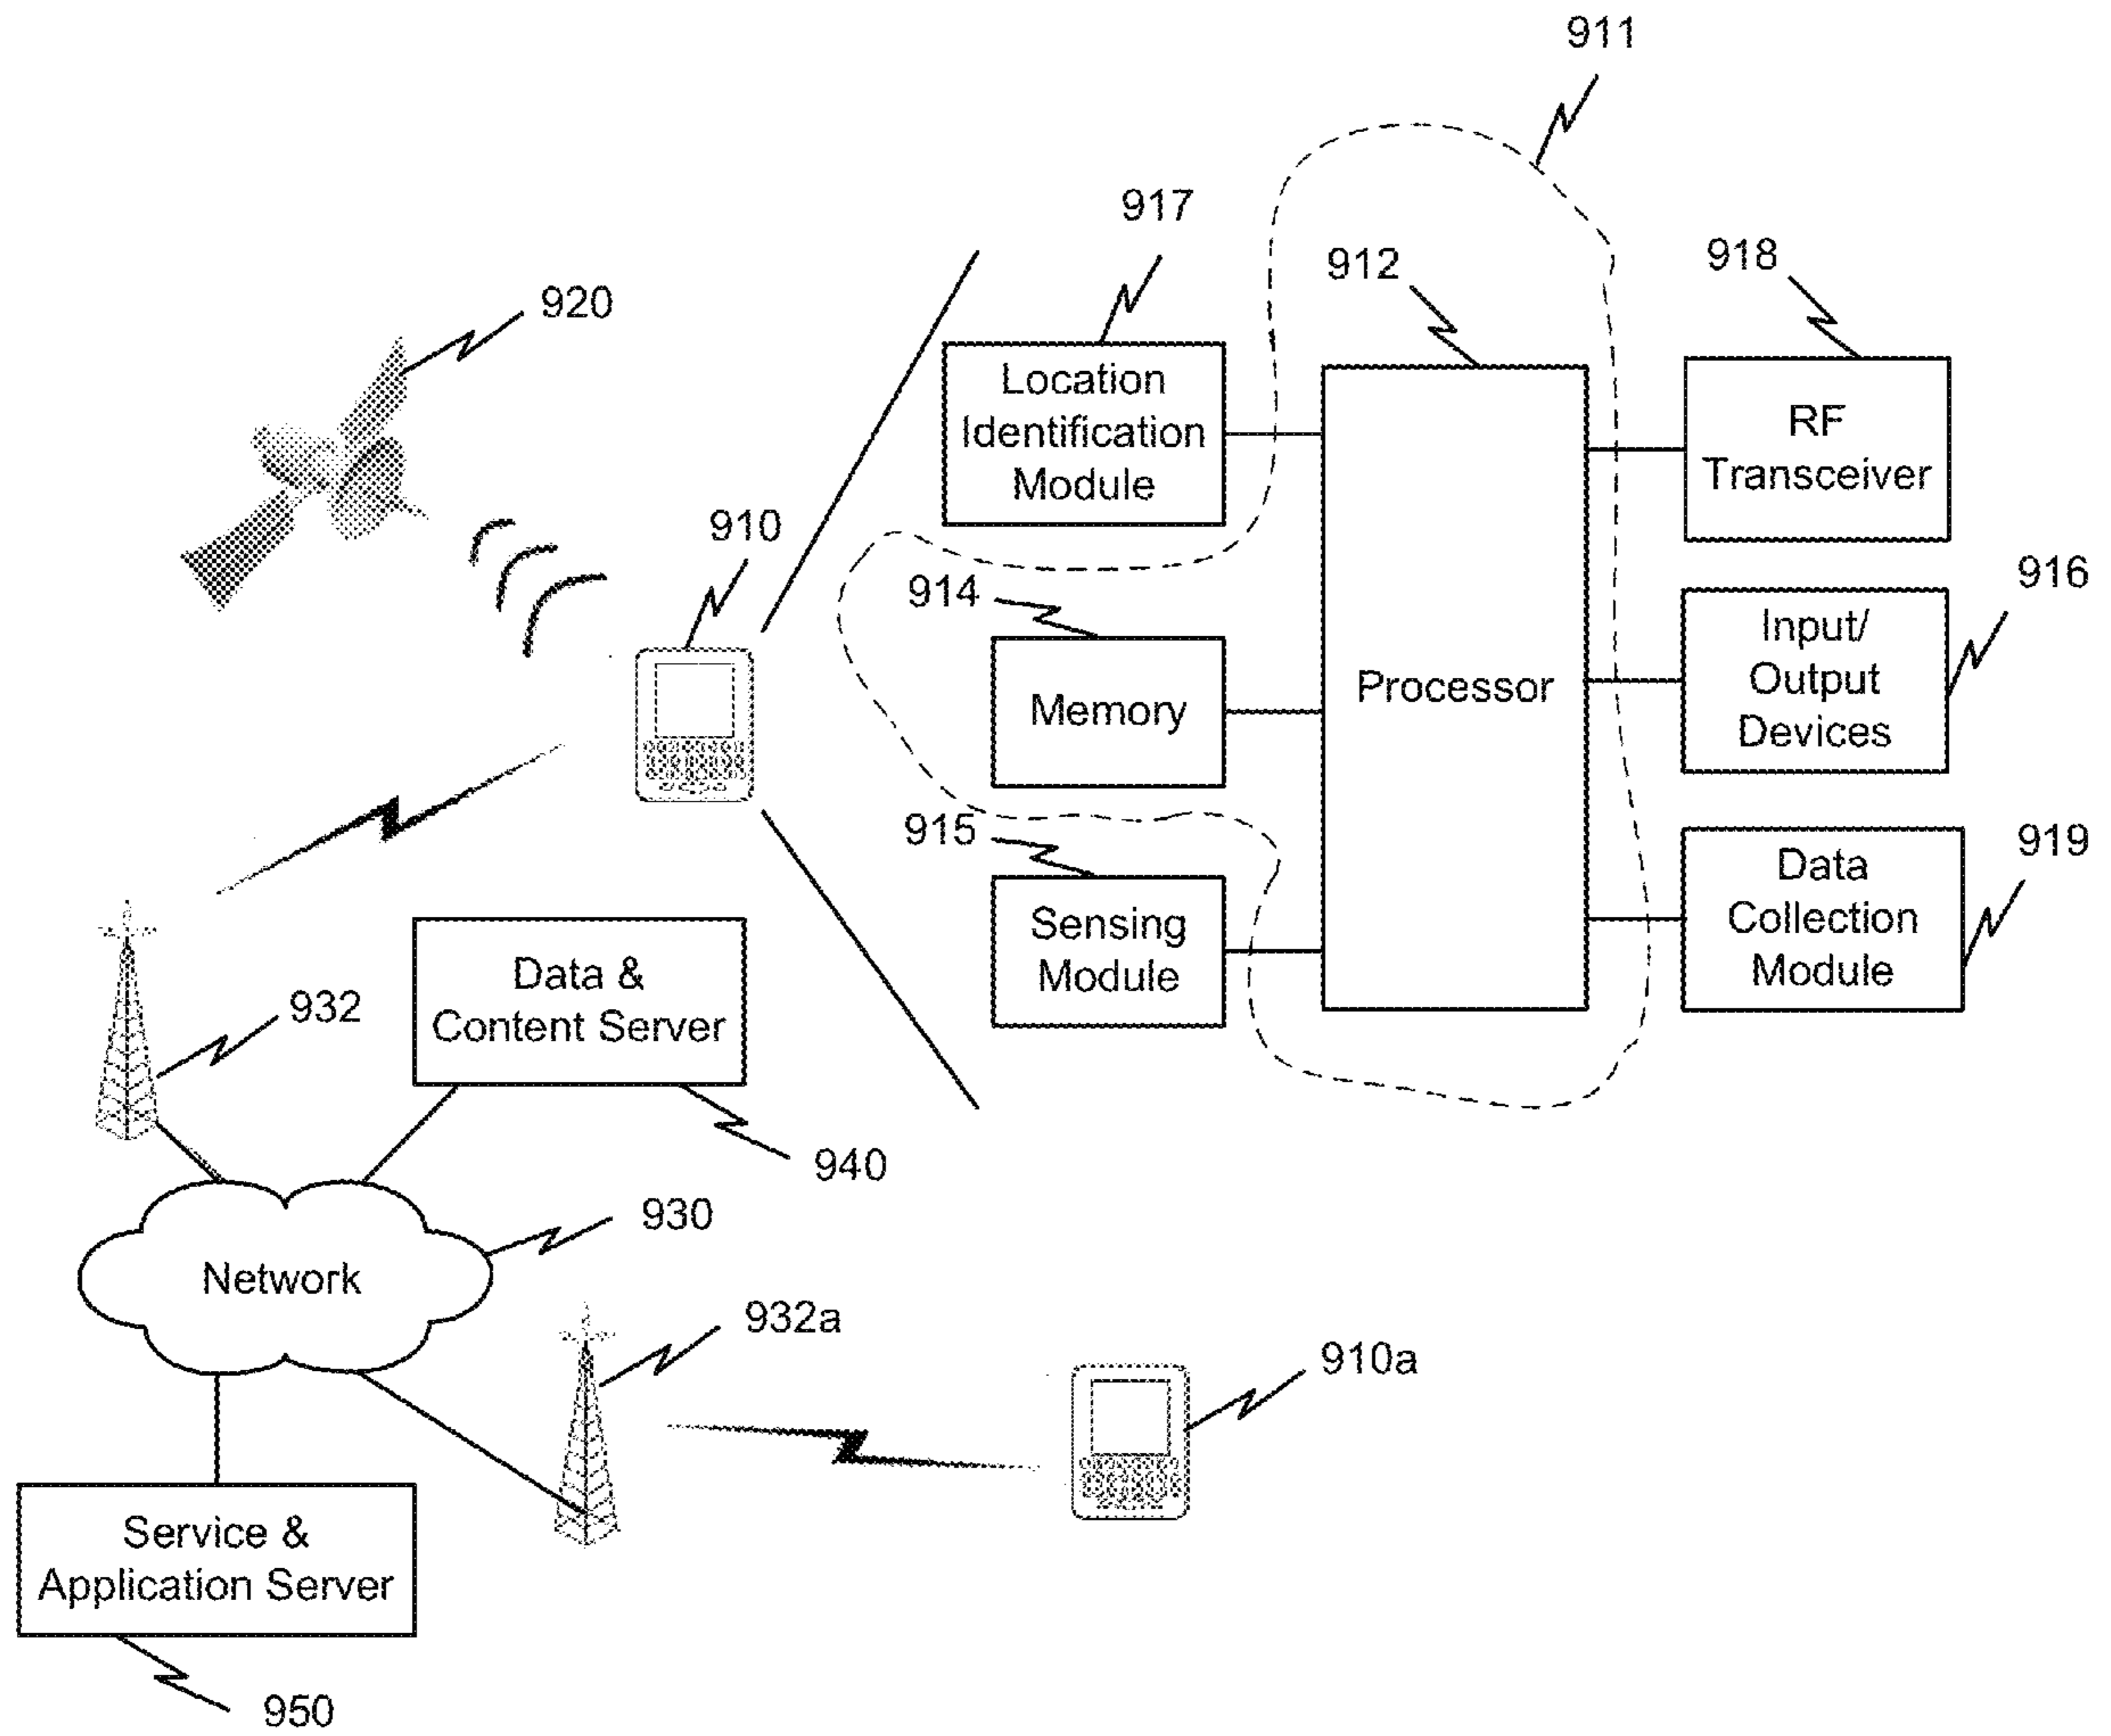 911
917
912
918
920
Location
Identification
Module
RF
Transceiver
910
914
916
Input/
Output
Devices
Processor
Memory
915
919
Data
Collection
Module
Sensing
Module
932
Data &
Content Server
940
930
Network
932a
910a
Service &
Application Server
950